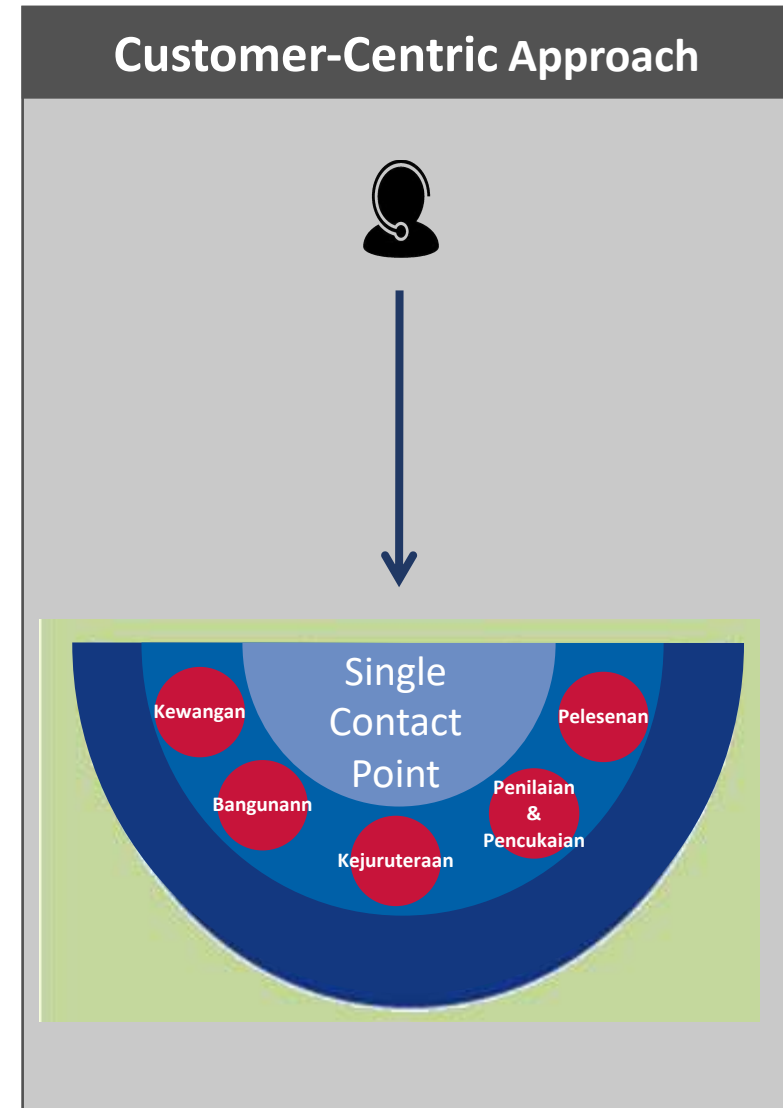 Customer-Centric Approach
Single
Contact
Point
Kewangan
Pelesenan
Bangunann
Penilaian
&
Pencukaian
Kejuruteraan